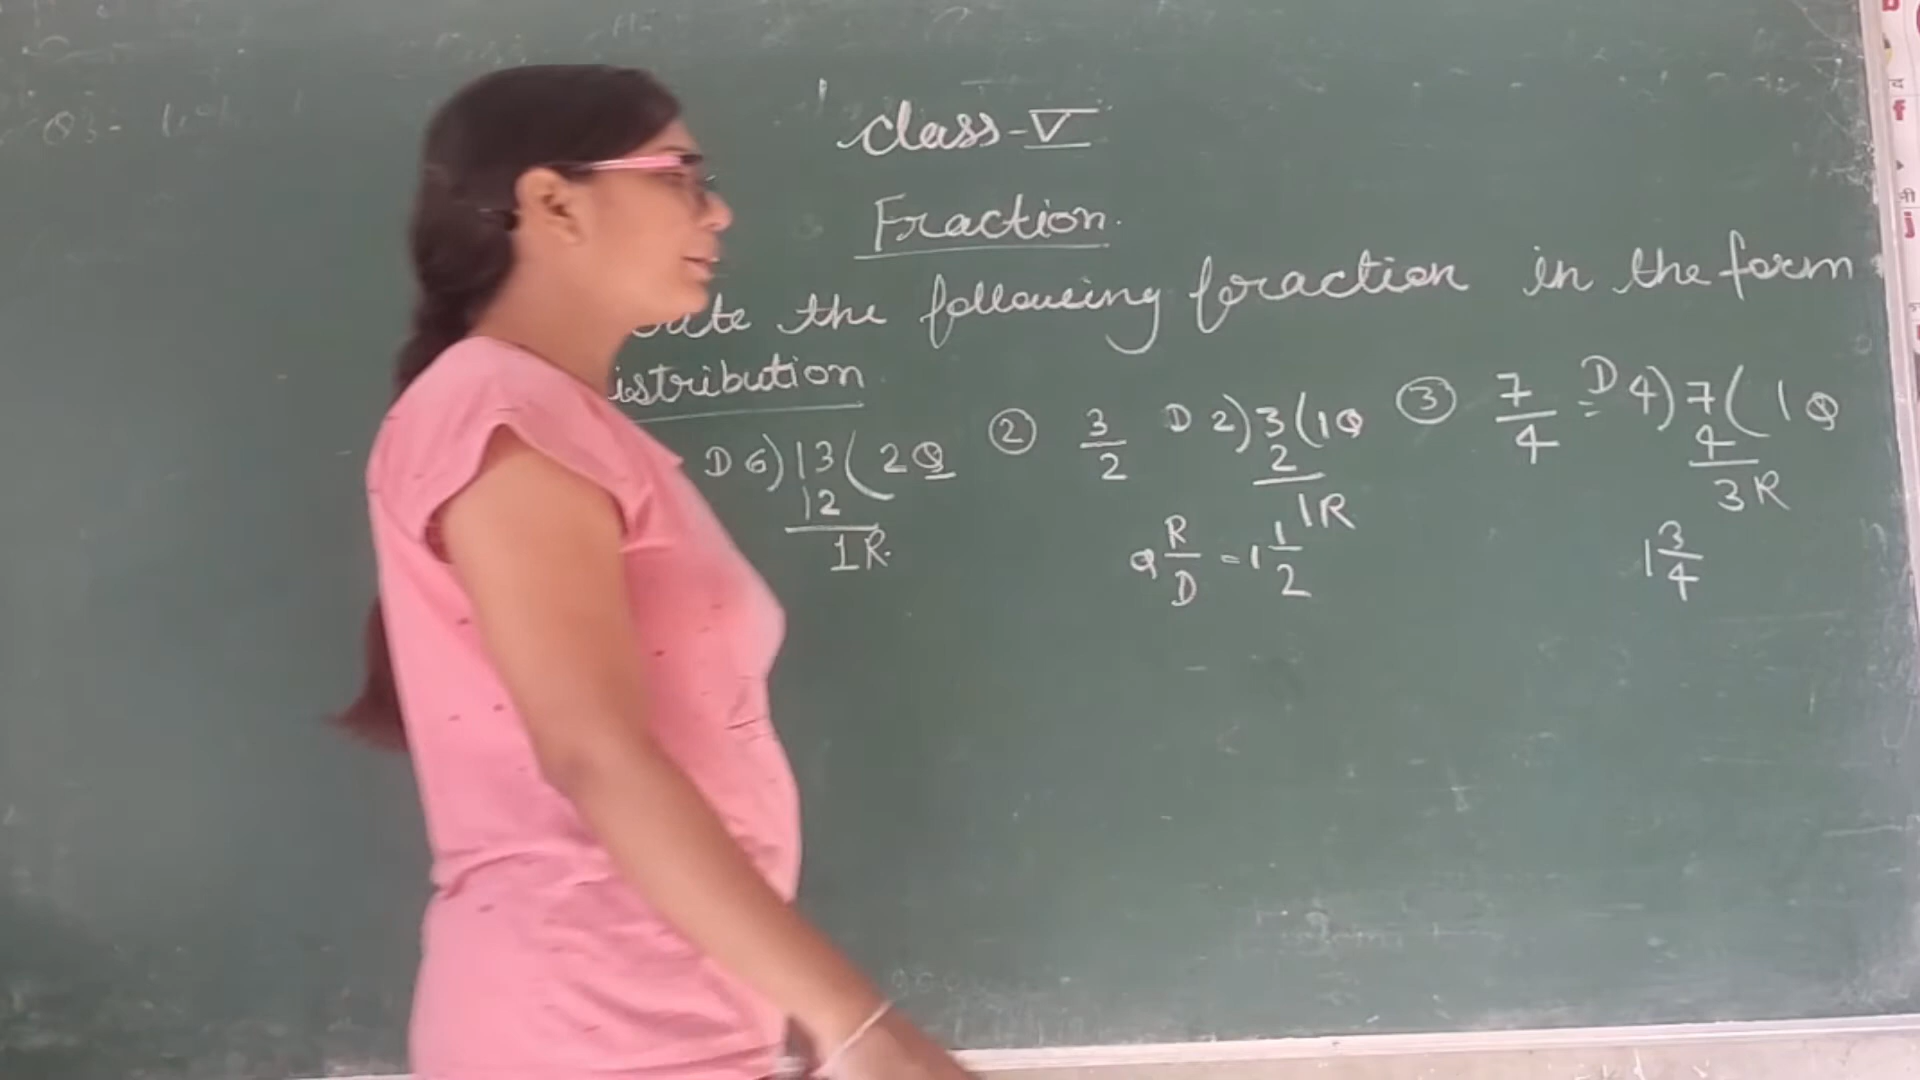 Class-V
Fraction.
the following fraction in the form
istribution
D 6)13(2Q
12
1R.
② 3/2 D 2)3(1Q
2
1R
Q R/D = 1 1/2
③ 7/4 = D 4)7(1Q
4
3R
1 3/4